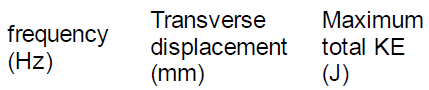 frequency
(Hz)
Transverse
displacement
(mm)
Maximum
total KE
(J)